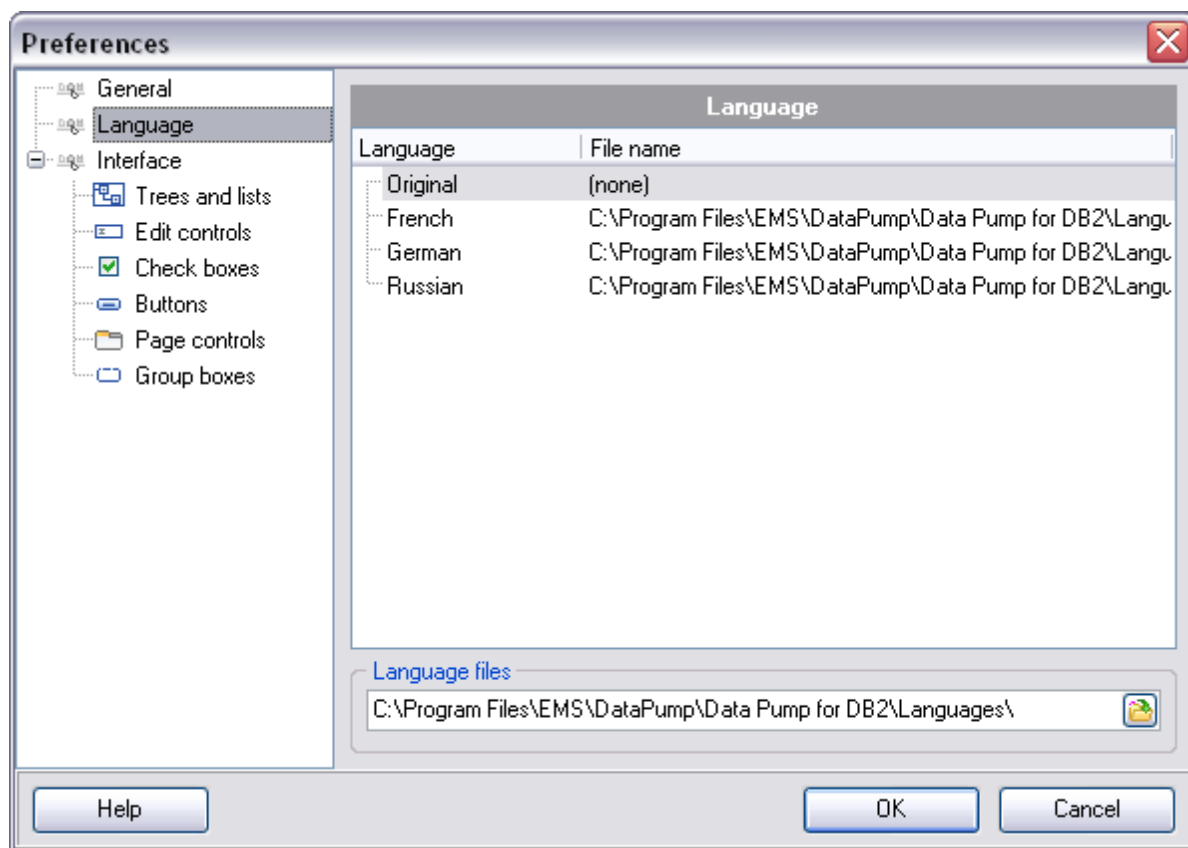 Preferences
General
Language
Interface
Trees and lists
Edit controls
Check boxes
Buttons
Page controls
Group boxes
Language
Language File name
Original (none)
French C:\Program Files\EMS\DataPump\Data Pump for DB2\Langu
German C:\Program Files\EMS\DataPump\Data Pump for DB2\Langu
Russian C:\Program Files\EMS\DataPump\Data Pump for DB2\Langu
Language files
C:\Program Files\EMS\DataPump\Data Pump for DB2\Languages\
Help OK Cancel